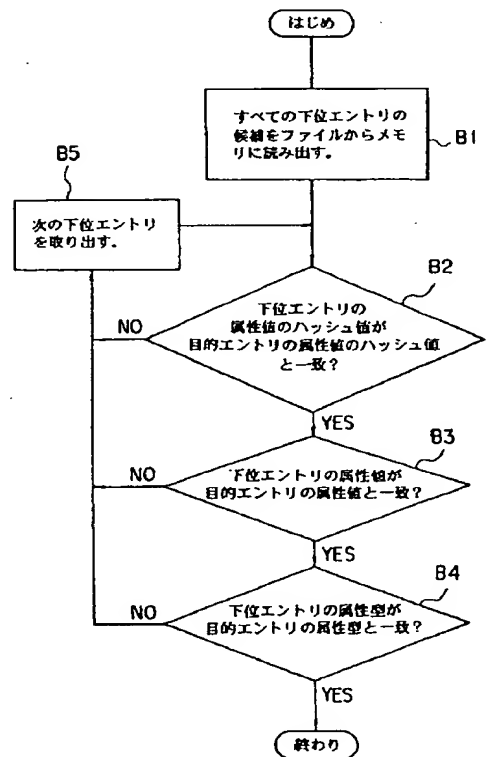 はじめ
すべての下位エントリの
候補をファイルからメモ
リに読み出す。
B1
B5
次の下位エントリ
を取り出す。
B2
下位エントリの
属性値のハッシュ値が
目的エントリの属性値のハッシュ値
と一致?
NO
YES
B3
下位エントリの属性値が
目的エントリの属性値と一致?
NO
YES
B4
下位エントリの属性型が
目的エントリの属性型と一致?
NO
YES
終わり